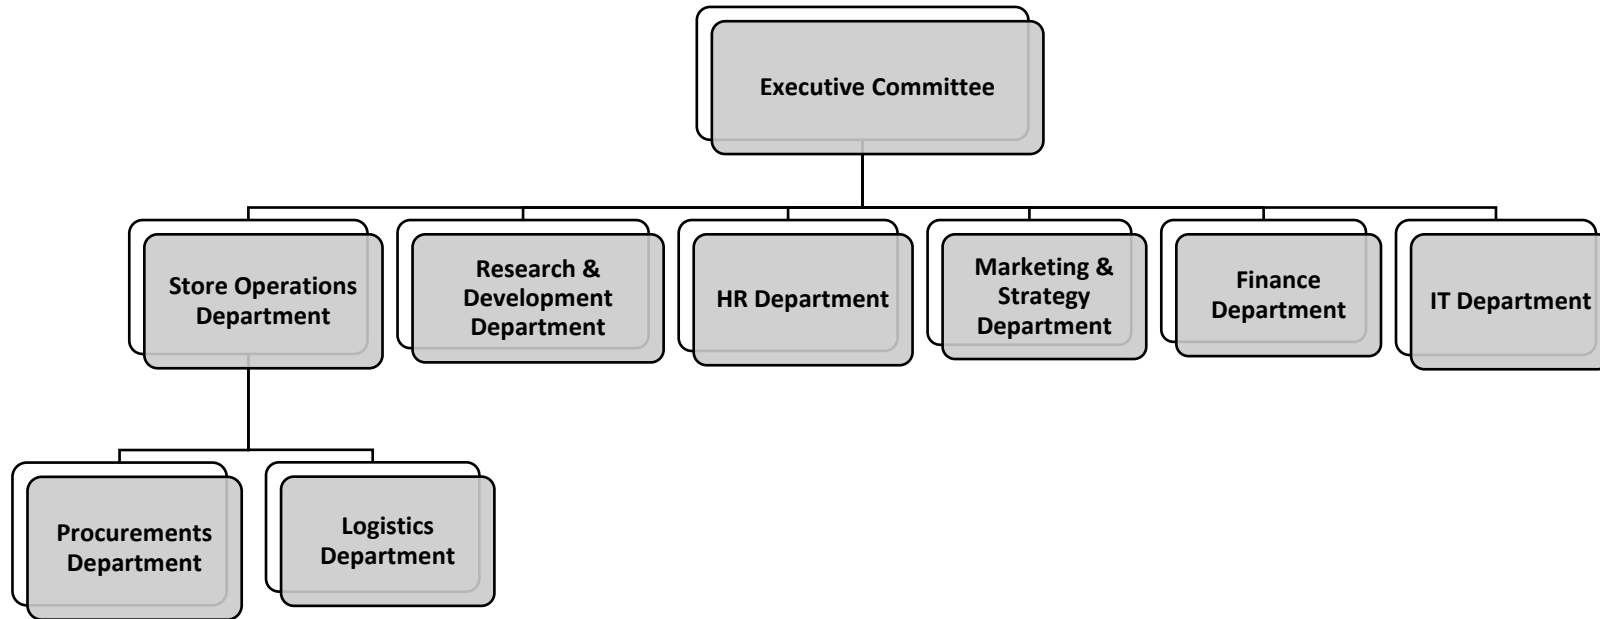 Executive Committee
Store Operations
Department
Research &
Development
Department
HR Department
Marketing &
Strategy
Department
Finance
Department
IT Department
Procurements
Department
Logistics
Department